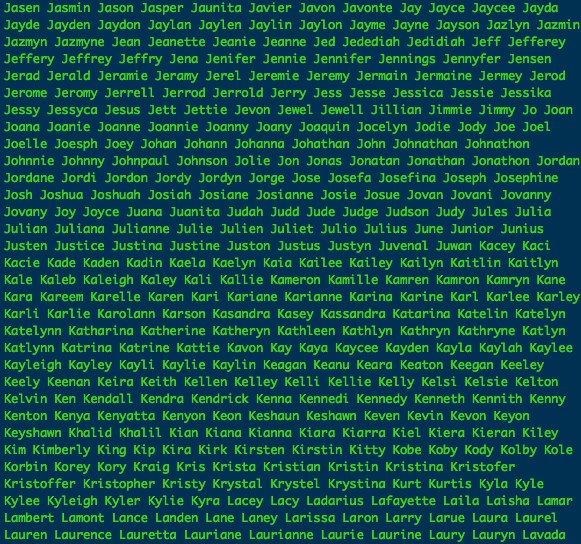 Jasen Jasmin Jason Jasper Jaunita Javier Javon Javonte Jay Jayce Jaycee Jayda
Jayde Jayden Jaydon Jaylan Jaylen Jaylin Jaylon Jayme Jayne Jayson Jazlyn Jazmin
Jazmyn Jazmyne Jean Jeanette Jeanie Jeanne Jed Jedediah Jedidiah Jeff Jefferey
Jeffery Jeffrey Jeffry Jena Jenifer Jennie Jennifer Jennings Jennyfer Jensen
Jerad Jerald Jeramie Jeramy Jerel Jeremie Jeremy Jermain Jermaine Jermey Jerod
Jerome Jeromy Jerrell Jerrod Jerrold Jerry Jess Jesse Jessica Jessie Jessika
Jessy Jessyca Jesus Jett Jettie Jevon Jewel Jewell Jillian Jimmie Jimmy Jo Joan
Joana Joanie Joanne Joannie Joanny Joany Joaquin Jocelyn Jodie Jody Joe Joel
Joelle Joesph Joey Johan Johann Johanna Johathan John Johnathan Johnathon
Johnnie Johnny Johnpaul Johnson Jolie Jon Jonas Jonatan Jonathan Jonathon Jordan
Jordane Jordi Jordon Jordy Jordyn Jorge Jose Josefa Josefina Joseph Josephine
Josh Joshua Joshuah Josiah Josiane Josianne Josie Josue Jovan Jovani Jovanny
Jovany Joy Joyce Juana Juanita Judah Judd Jude Judge Judson Judy Jules Julia
Julian Juliana Julianne Julie Julien Juliet Julio Julius June Junior Junius
Justen Justice Justina Justine Juston Justus Justyn Juvenal Juwan Kacey Kaci
Kacie Kade Kaden Kadin Kaela Kaelyn Kaia Kailee Kailey Kailyn Kaitlin Kaitlyn
Kale Kaleb Kaleigh Kaley Kali Kallie Kameron Kamille Kamren Kamron Kamryn Kane
Kara Kareem Karelle Karen Kari Kariane Karianne Karina Karine Karl Karlee Karley
Karli Karlie Karolann Karson Kasandra Kasey Kassandra Katarina Katelin Katelyn
Katelynn Katharina Katherine Katheryn Kathleen Kathlyn Kathryn Kathryne Katlyn
Katlynn Katrina Katrine Kattie Kavon Kay Kaya Kaycee Kayden Kayla Kaylah Kaylee
Kayleigh Kayley Kayli Kaylie Kaylin Keagan Keanu Keara Keaton Keegan Keeley
Keely Keenan Keira Keith Kellen Kelley Kelli Kellie Kelly Kelsi Kelsie Kelton
Kelvin Ken Kendall Kendra Kendrick Kenna Kennedi Kennedy Kenneth Kennith Kenny
Kenton Kenya Kenyatta Kenyon Keon Keshaun Keshawn Keven Kevin Kevon Keyon
Keyshawn Khalid Khalil Kian Kiana Kianna Kiara Kiarra Kiel Kiera Kieran Kiley
Kim Kimberly King Kip Kira Kirk Kirsten Kirstin Kitty Kobe Koby Kody Kolby Kole
Korbin Korey Kory Kraig Kris Krista Kristian Kristin Kristina Kristofer
Kristoffer Kristopher Kristy Krystal Krystel Krystina Kurt Kurtis Kyla Kyle
Kylee Kyleigh Kyler Kylie Kyra Lacey Lacy Ladarius Lafayette Laila Laisha Lamar
Lambert Lamont Lance Landen Lane Laney Larissa Laron Larry Larue Laura Laurel
Lauren Laurence Lauretta Lauriane Laurianne Laurie Laurine Laury Lauryn Lavada